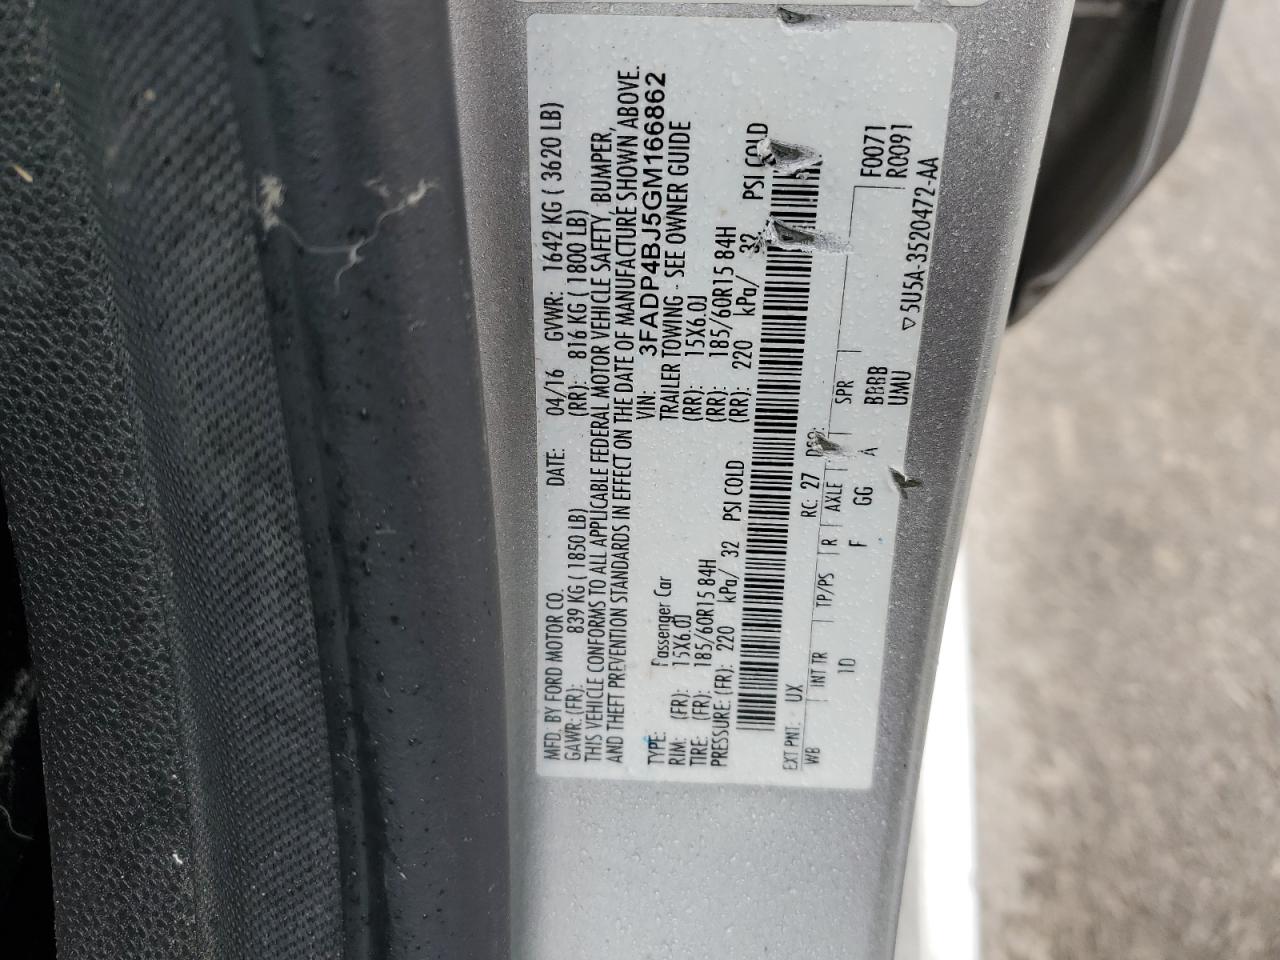 MFD. BY FORD MOTOR CO. DATE: 04/16 GVWR: 1642 KG ( 3620 LB)
GAWR: (FR): 839 KG ( 1850 LB) (RR): 816 KG ( 1800 LB)
THIS VEHICLE CONFORMS TO ALL APPLICABLE FEDERAL MOTOR VEHICLE SAFETY, BUMPER,
AND THEFT PREVENTION STANDARDS IN EFFECT ON THE DATE OF MANUFACTURE SHOWN ABOVE.
VIN: 3FADP4BJ5GM166862
TYPE: Passenger Car TRAILER TOWING - SEE OWNER GUIDE
RIM: (FR): 15X6.0J (RR): 15X6.0J
TIRE: (FR): 185/60R15 84H (RR): 185/60R15 84H
PRESSURE: (FR): 220 kPa/ 32 PSI COLD (RR): 220 kPa/ 32 PSI COLD
EXT PNT: UX RC: 27 DSO:
WB INT TR TP/PS R AXLE SPR F0071
1D F GG A BBBB R0091
UMU
▽5U5A-3520472-AA